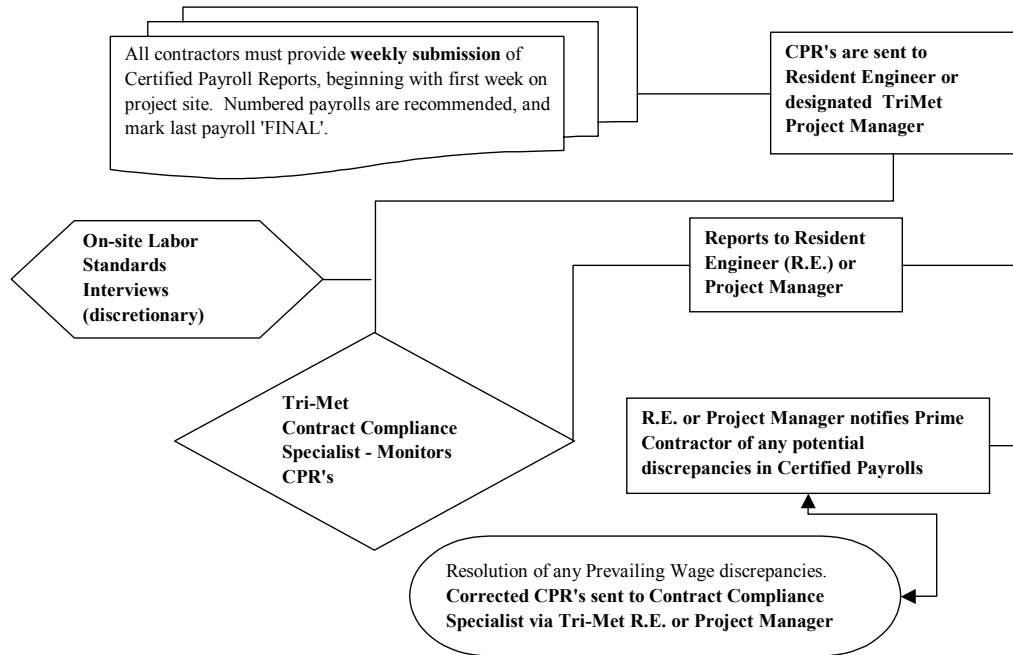 All contractors must provide weekly submission of
Certified Payroll Reports, beginning with first week on
project site. Numbered payrolls are recommended, and
mark last payroll 'FINAL'.
CPR's are sent to
Resident Engineer or
designated TriMet
Project Manager
On-site Labor
Standards
Interviews
(discretionary)
Reports to Resident
Engineer (R.E.) or
Project Manager
Tri-Met
Contract Compliance
Specialist - Monitors
CPR's
R.E. or Project Manager notifies Prime
Contractor of any potential
discrepancies in Certified Payrolls
Resolution of any Prevailing Wage discrepancies.
Corrected CPR's sent to Contract Compliance
Specialist via Tri-Met R.E. or Project Manager